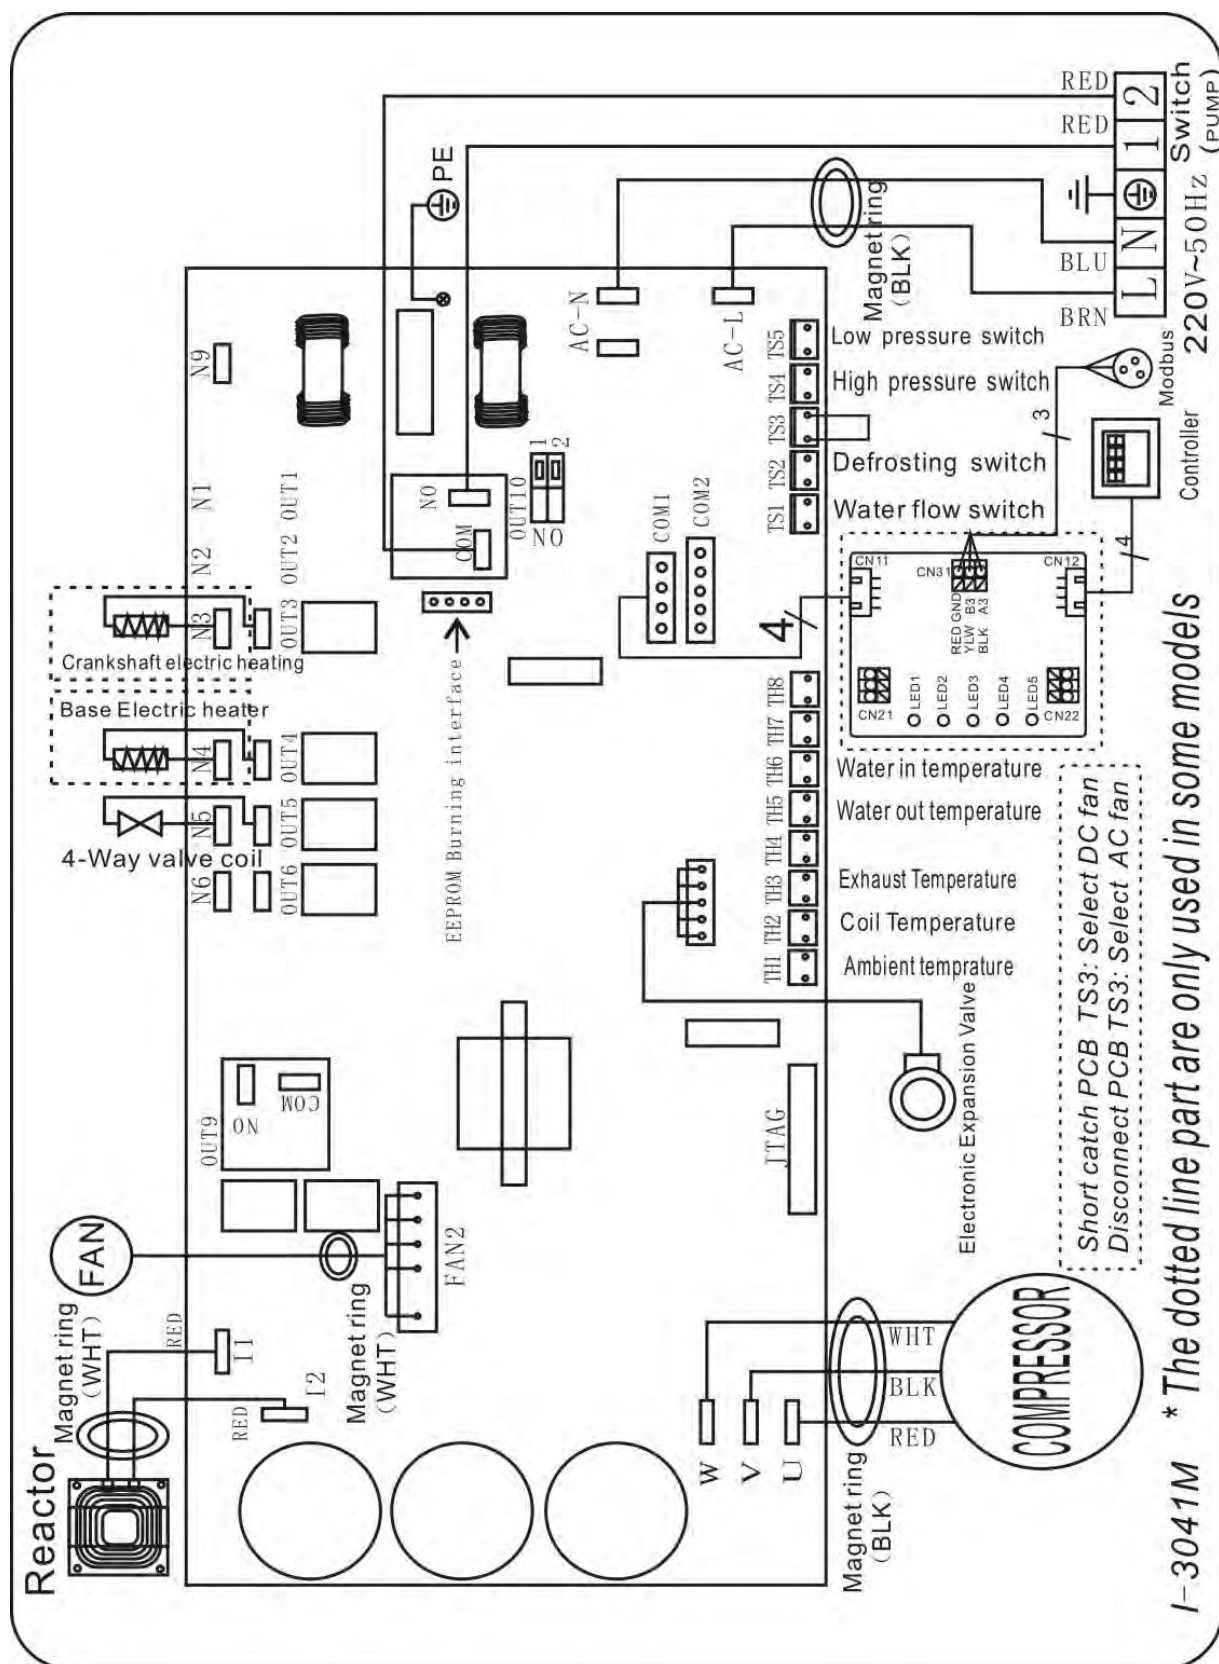 RED
2
RED
1
Switch
(PUMP)
PE
Magnet ring
(BLK)
BLU
N
BRN
L
220V~50Hz
AC-N
AC-L
N9
N1
N2
N3
N4
N5
N6
OUT1
OUT2
OUT3
OUT4
OUT5
OUT6
Crankshaft electric heating
Base Electric heater
4-Way valve coil
NO
COM
OUT10
1
2
NO
EEPROM Burning interface
COM1
COM2
TS5
TS4
TS3
TS2
TS1
Low pressure switch
High pressure switch
Defrosting switch
Water flow switch
3
Modbus
Controller
4
4
CN11
CN31
CN12
RED GND
YLW B3
BLK A3
CN21
LED1
LED2
LED3
LED4
LED5
CN22
TH8
TH7
TH6
TH5
TH4
TH3
TH2
TH1
Water in temperature
Water out temperature
Exhaust Temperature
Coil Temperature
Ambient temprature
Electronic Expansion Valve
JTAG
OUT9
NO
COM
FAN
FAN2
Magnet ring
(WHT)
Magnet ring
(WHT)
RED
I1
RED
I2
Reactor
W
V
U
WHT
BLK
RED
Magnet ring
(BLK)
COMPRESSOR
Short catch PCB TS3: Select DC fan
Disconnect PCB TS3: Select AC fan
I-3041M * The dotted line part are only used in some models